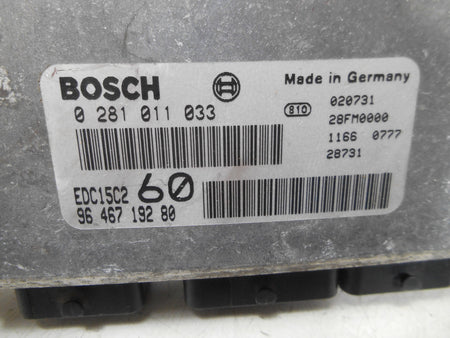 BOSCH
0 281 011 033
EDC15C2 60
96 467 192 80
Made in Germany
810 020731
28FM0000
1166 0777
28731